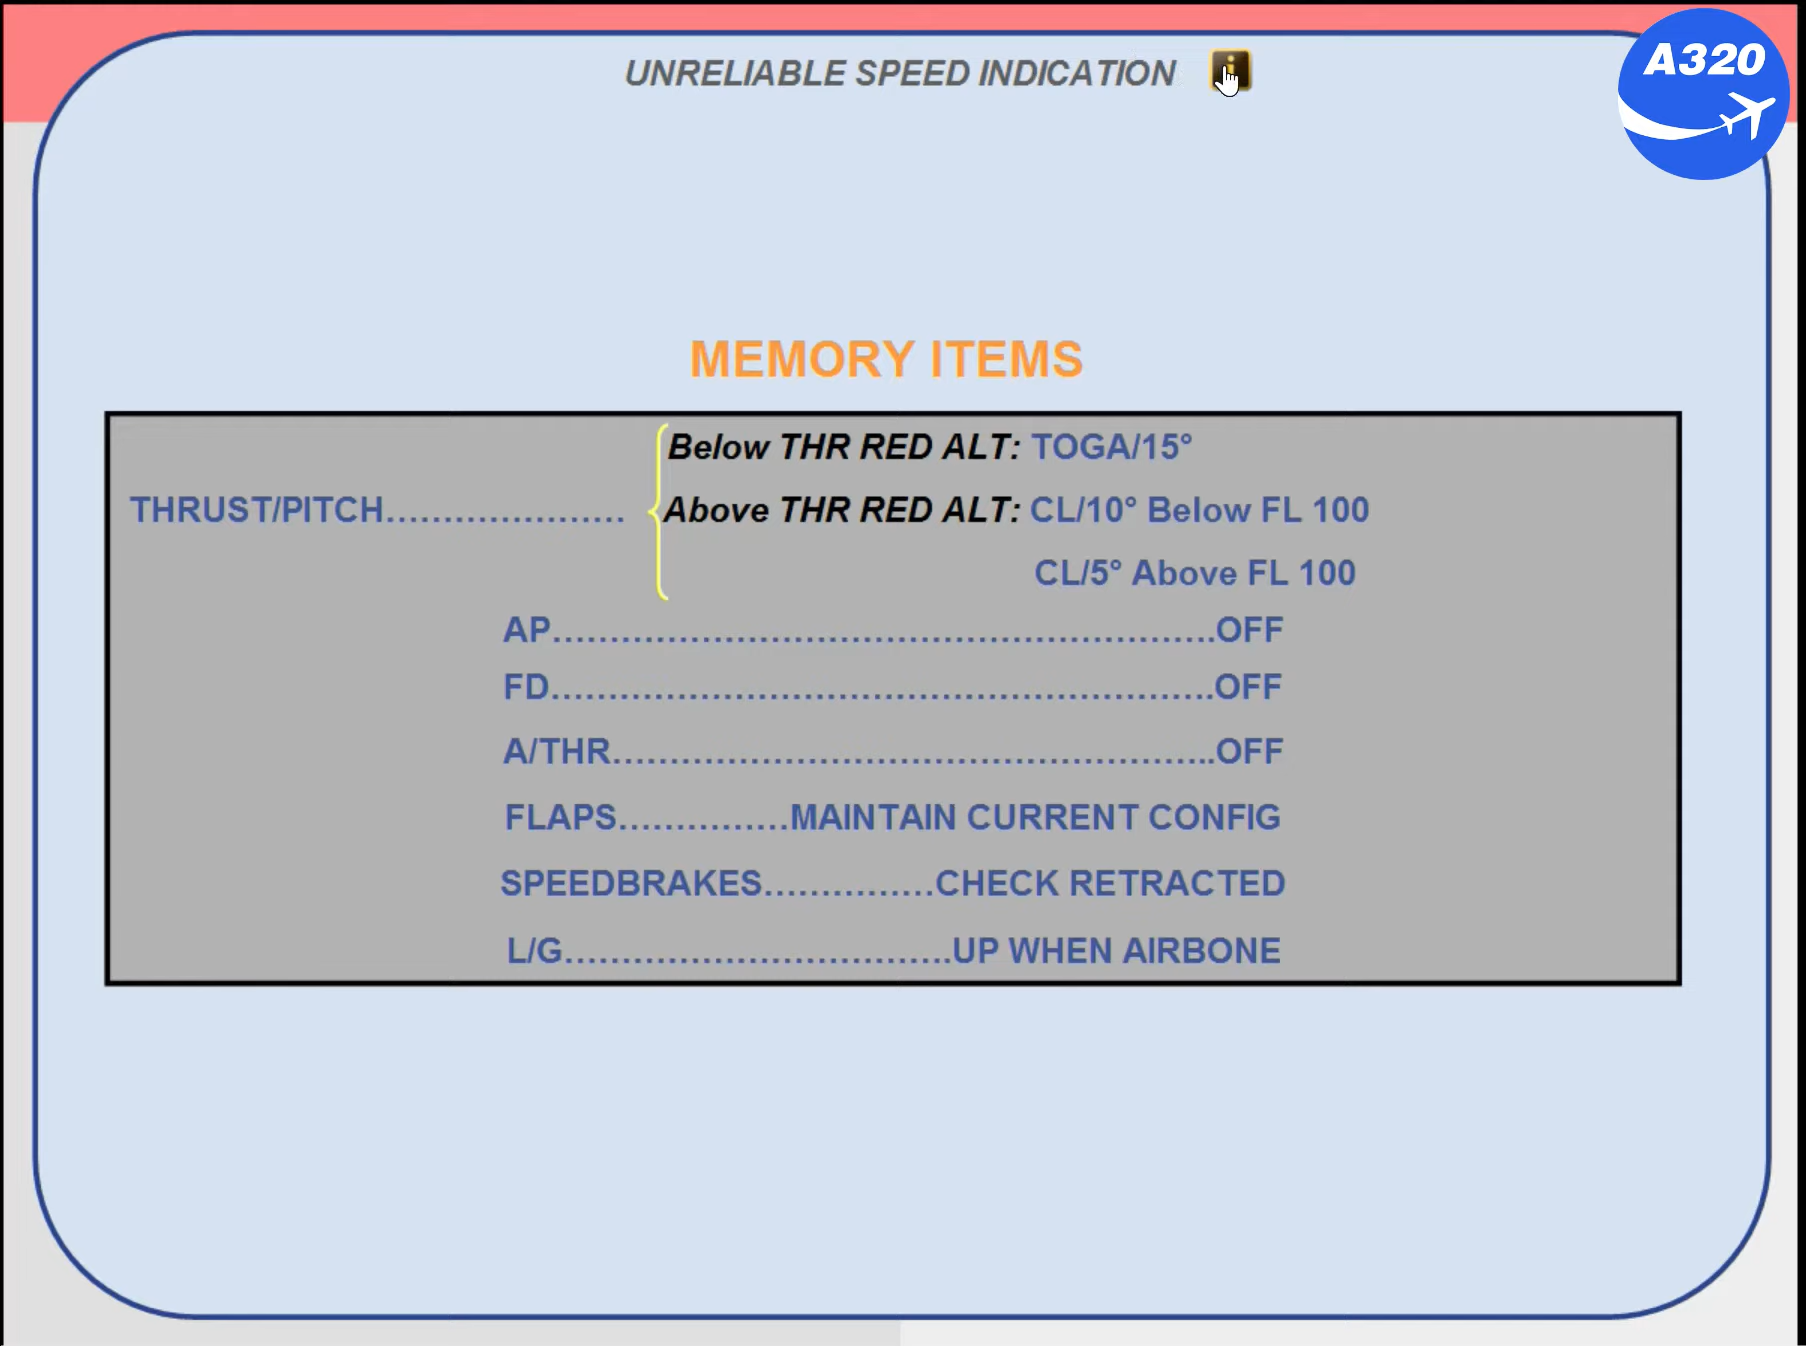 UNRELIABLE SPEED INDICATION
A320
MEMORY ITEMS
Below THR RED ALT: TOGA/15°
THRUST/PITCH..................... Above THR RED ALT: CL/10° Below FL 100
CL/5° Above FL 100
AP..........................................................OFF
FD..........................................................OFF
A/THR.....................................................OFF
FLAPS...............MAINTAIN CURRENT CONFIG
SPEEDBRAKES...............CHECK RETRACTED
L/G..................................UP WHEN AIRBONE